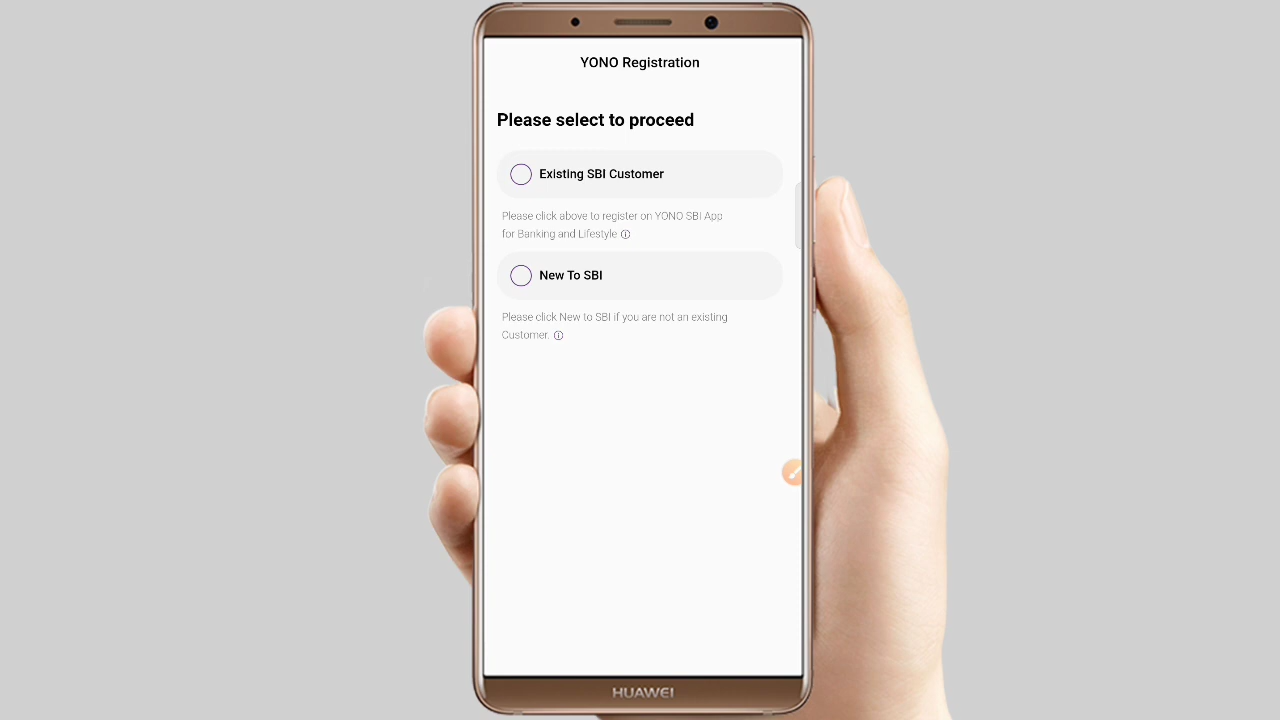 YONO Registration
Please select to proceed
Existing SBI Customer
Please click above to register on YONO SBI App
for Banking and Lifestyle
New To SBI
Please click New to SBI if you are not an existing
Customer.
HUAWEI